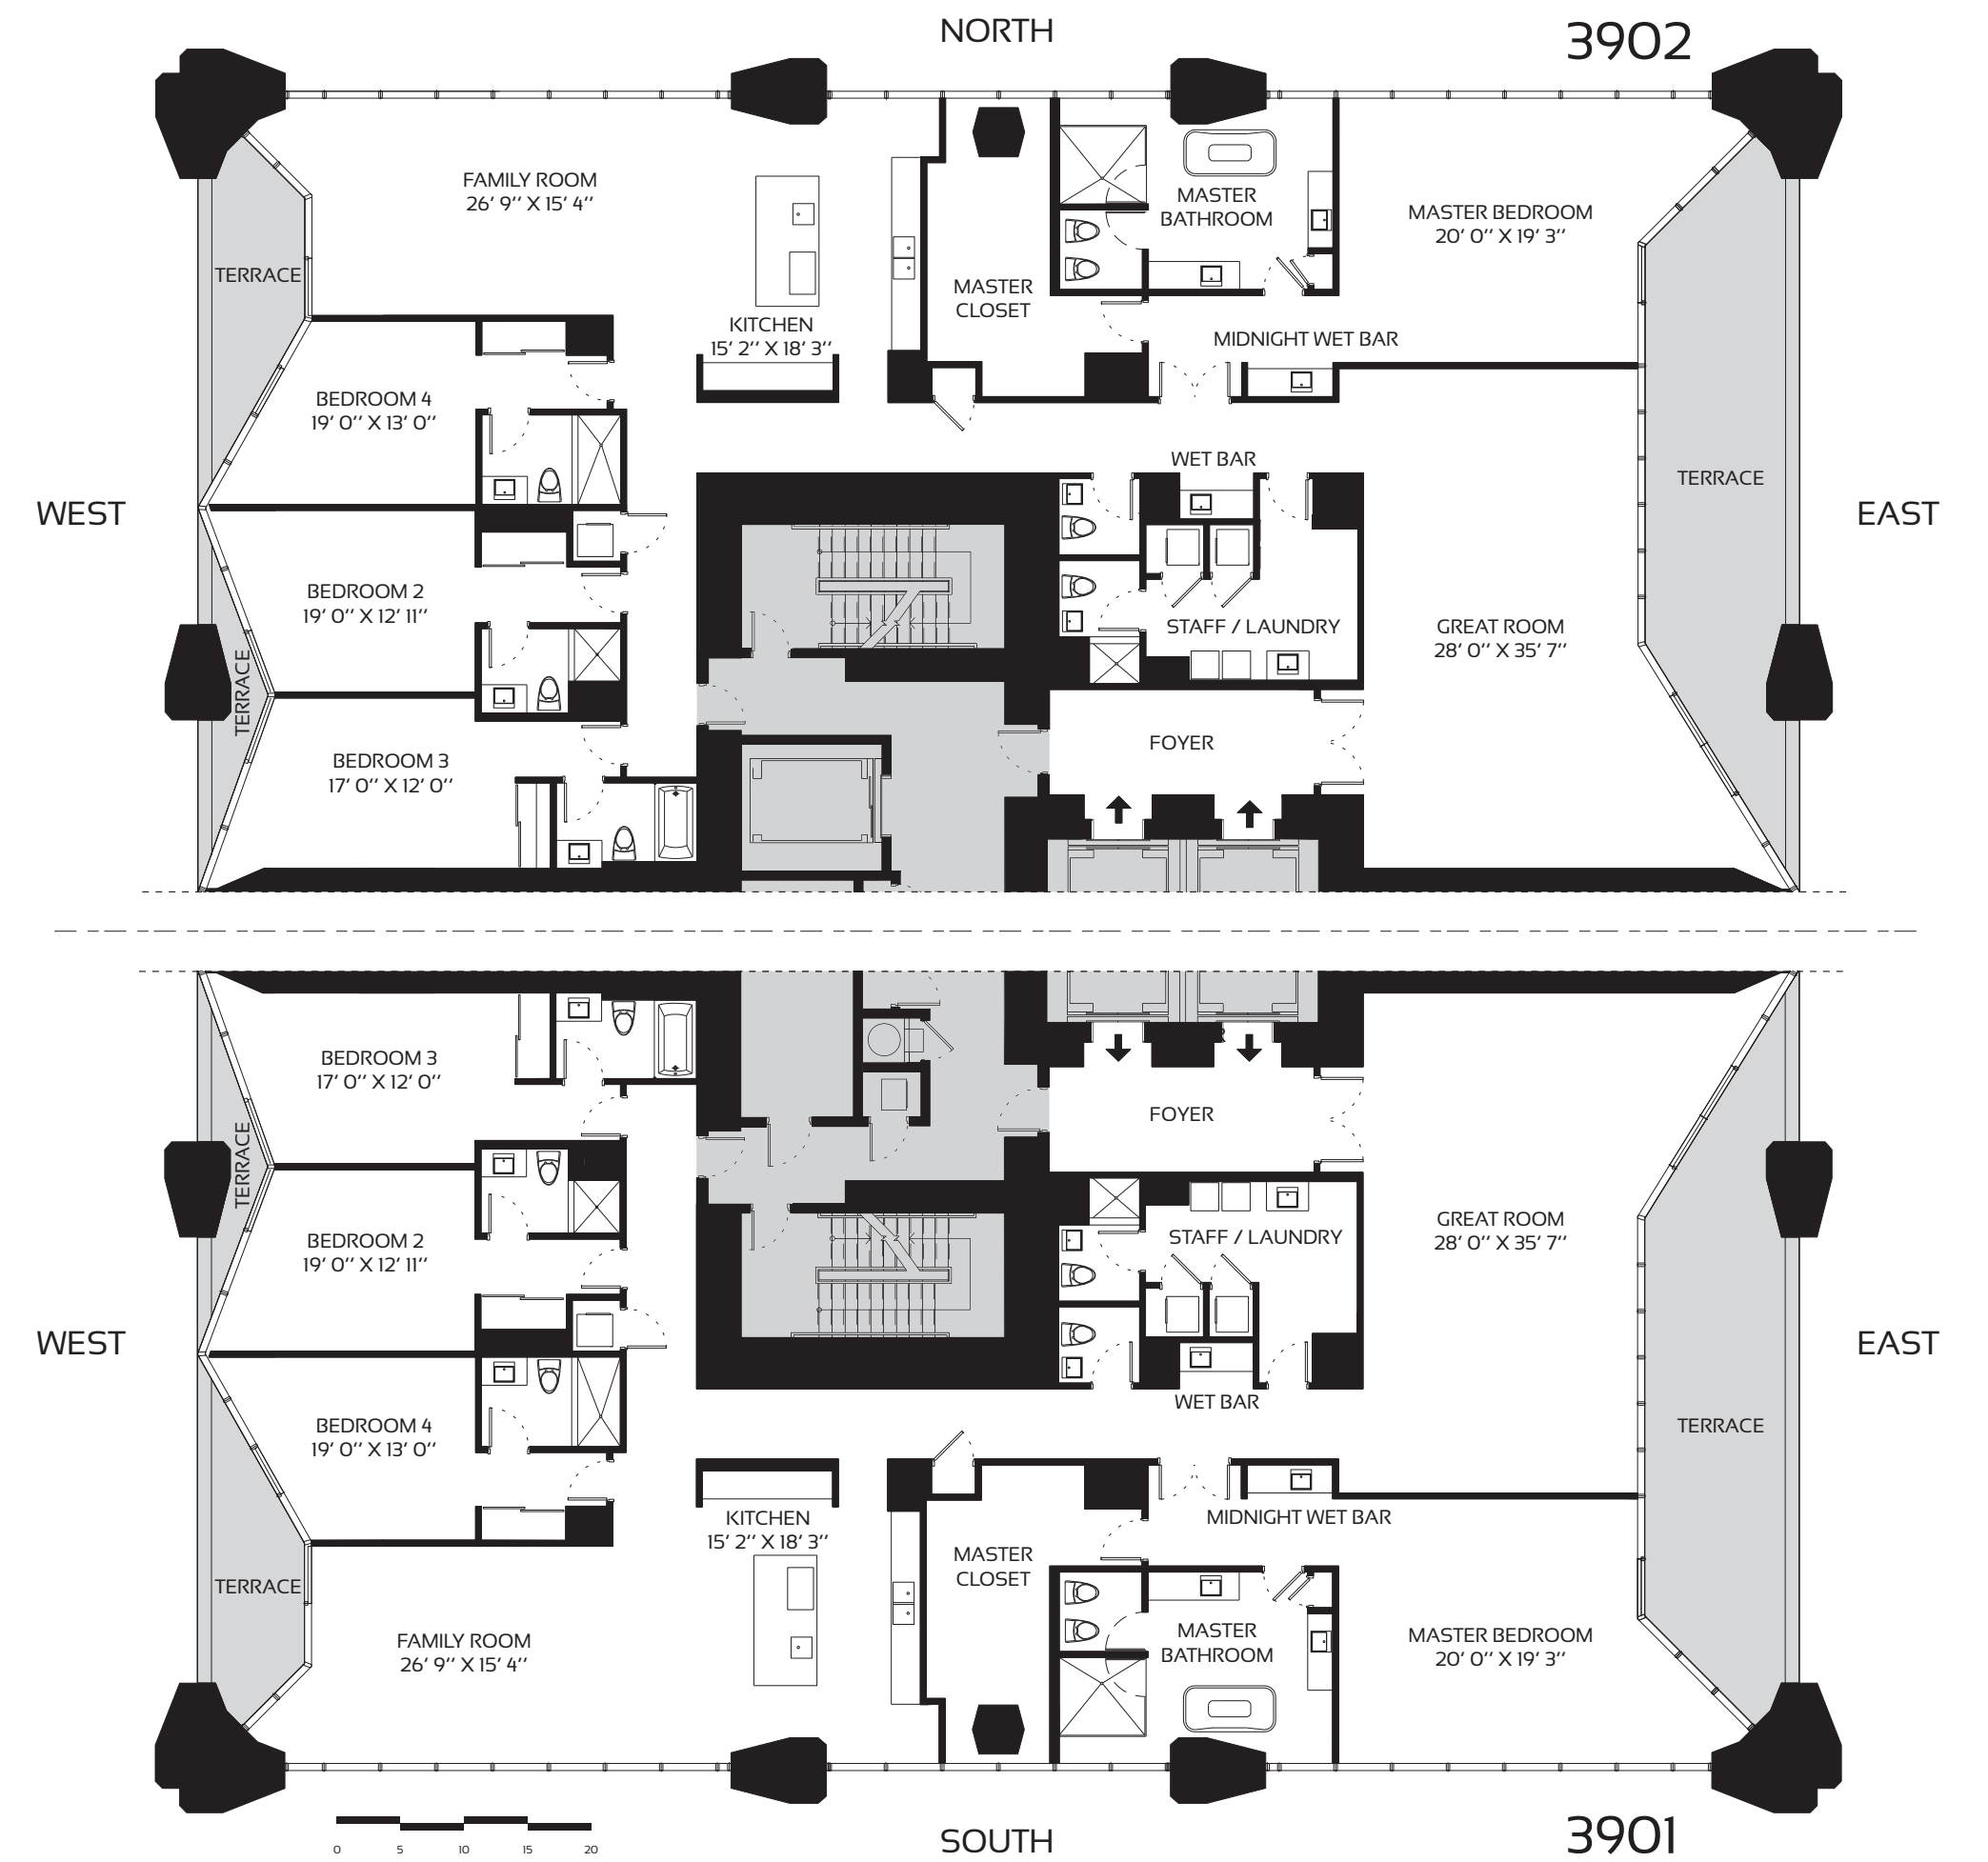 NORTH
3902
FAMILY ROOM
26' 9'' X 15' 4''
MASTER
BATHROOM
MASTER BEDROOM
20' 0'' X 19' 3''
TERRACE
MASTER
CLOSET
KITCHEN
15' 2'' X 18' 3''
MIDNIGHT WET BAR
BEDROOM 4
19' 0'' X 13' 0''
WET BAR
TERRACE
WEST
EAST
BEDROOM 2
19' 0'' X 12' 11''
STAFF / LAUNDRY
GREAT ROOM
28' 0'' X 35' 7''
TERRACE
FOYER
BEDROOM 3
17' 0'' X 12' 0''
BEDROOM 3
17' 0'' X 12' 0''
FOYER
TERRACE
BEDROOM 2
19' 0'' X 12' 11''
STAFF / LAUNDRY
GREAT ROOM
28' 0'' X 35' 7''
WEST
EAST
WET BAR
BEDROOM 4
19' 0'' X 13' 0''
TERRACE
KITCHEN
15' 2'' X 18' 3''
MIDNIGHT WET BAR
MASTER
CLOSET
TERRACE
FAMILY ROOM
26' 9'' X 15' 4''
MASTER
BATHROOM
MASTER BEDROOM
20' 0'' X 19' 3''
0 5 10 15 20
SOUTH
3901